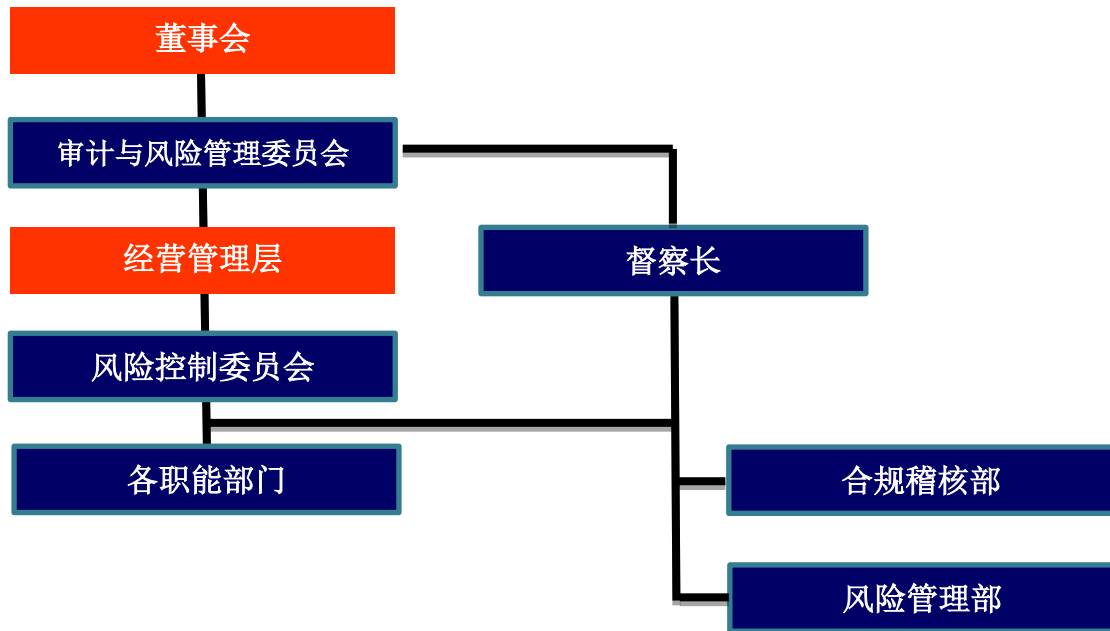 董事会
审计与风险管理委员会
经营管理层
督察长
风险控制委员会
各职能部门
合规稽核部
风险管理部